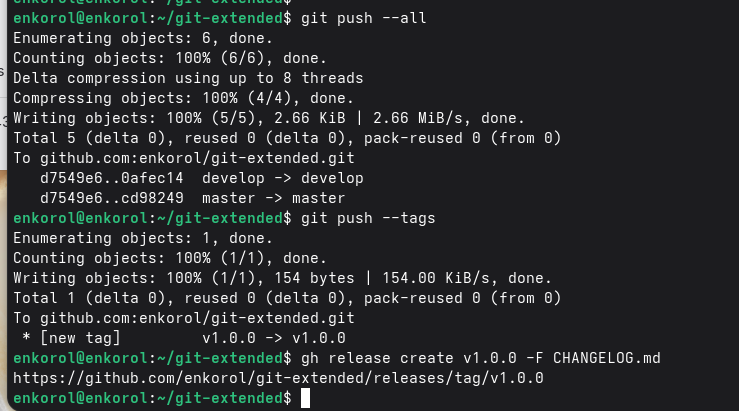 enkorol@enkorol:~/git-extended$
enkorol@enkorol:~/git-extended$ git push --all
Enumerating objects: 6, done.
Counting objects: 100% (6/6), done.
Delta compression using up to 8 threads
Compressing objects: 100% (4/4), done.
Writing objects: 100% (5/5), 2.66 KiB | 2.66 MiB/s, done.
Total 5 (delta 0), reused 0 (delta 0), pack-reused 0 (from 0)
To github.com:enkorol/git-extended.git
   d7549e6..0afec14  develop -> develop
   d7549e6..cd98249  master -> master
enkorol@enkorol:~/git-extended$ git push --tags
Enumerating objects: 1, done.
Counting objects: 100% (1/1), done.
Writing objects: 100% (1/1), 154 bytes | 154.00 KiB/s, done.
Total 1 (delta 0), reused 0 (delta 0), pack-reused 0 (from 0)
To github.com:enkorol/git-extended.git
 * [new tag]         v1.0.0 -> v1.0.0
enkorol@enkorol:~/git-extended$ gh release create v1.0.0 -F CHANGELOG.md
https://github.com/enkorol/git-extended/releases/tag/v1.0.0
enkorol@enkorol:~/git-extended$